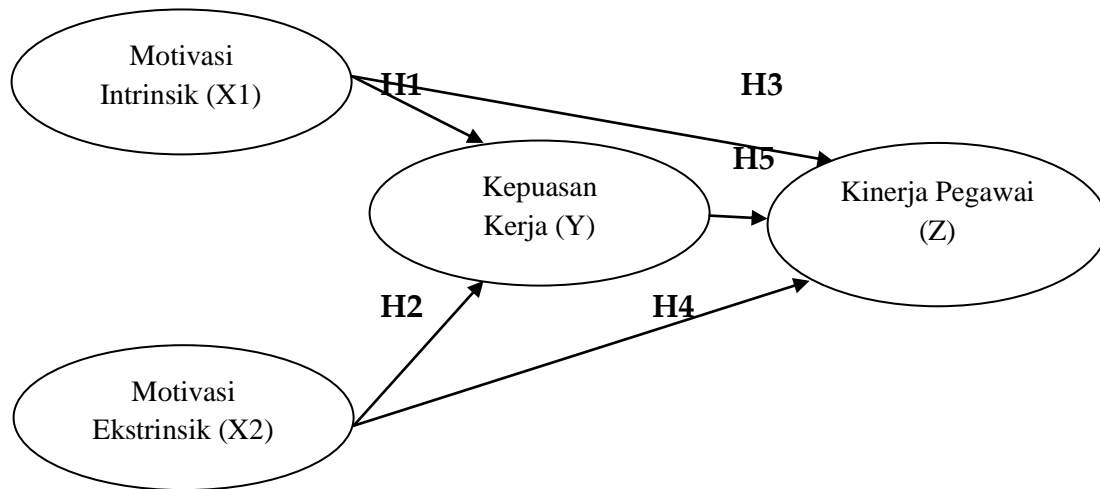 Motivasi
Intrinsik (X1)
H1
H3
H5
Kepuasan
Kerja (Y)
Kinerja Pegawai
(Z)
H2
H4
Motivasi
Ekstrinsik (X2)